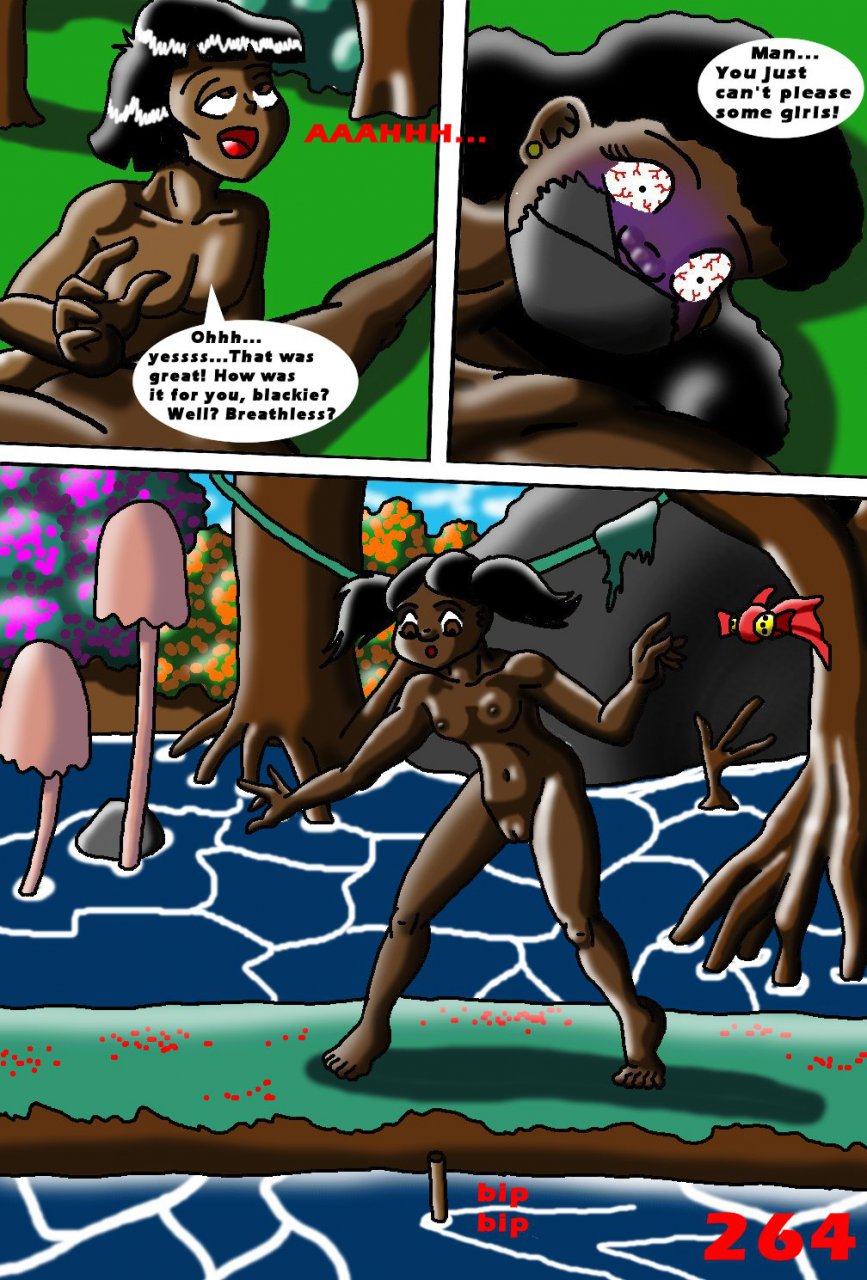 AAAHHH...
Ohhh...
yessss...That was
great! How was
it for you, blackie?
Well? Breathless?
Man...
You just
can't please
some girls!
bip
bip
264